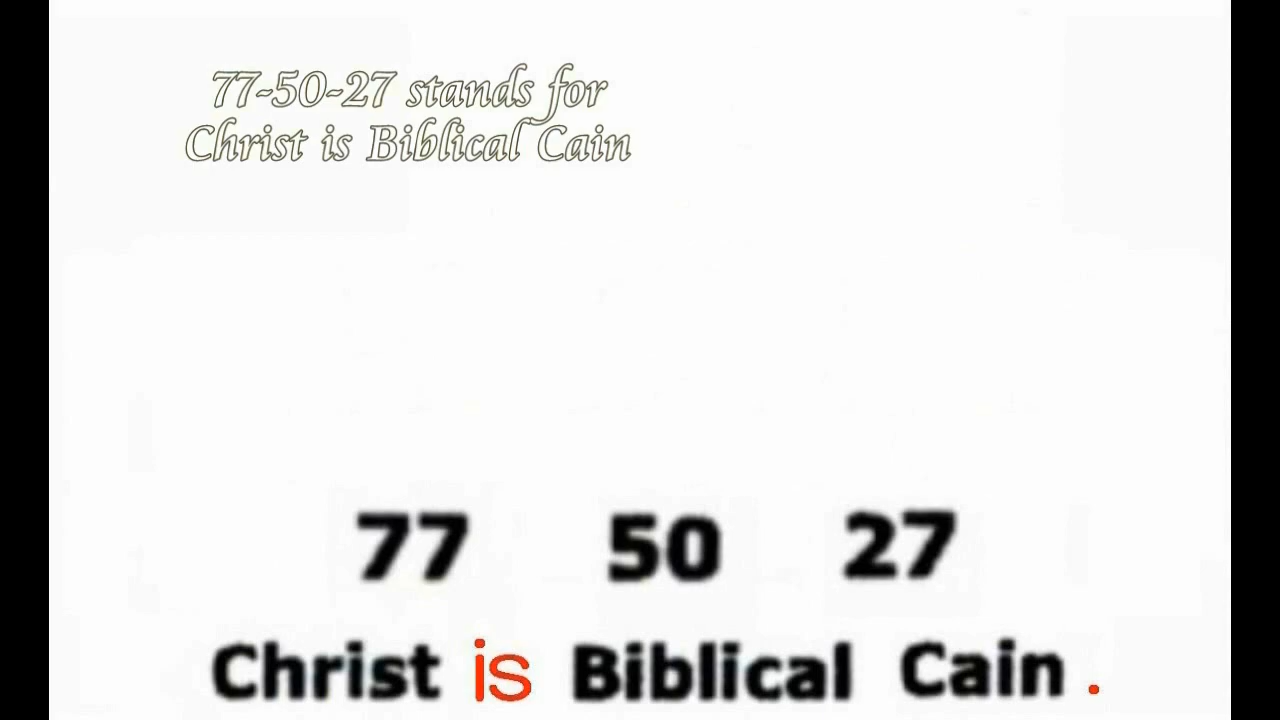 77-50-27 stands for
Christ is Biblical Cain
77 50 27
Christ is Biblical Cain .